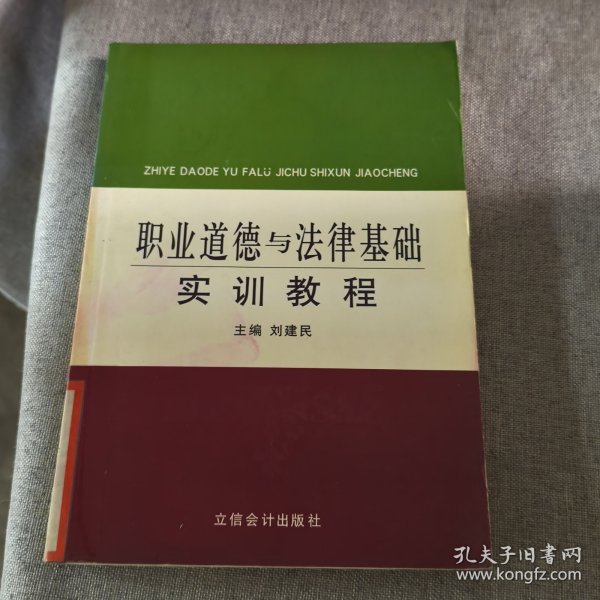 ZHIYE DAODE YU FALÜ JICHU SHIXUN JIAOCHENG
职业道德与法律基础
实训教程
主编 刘建民
立信会计出版社
孔夫子旧书网
www.kongfz.com